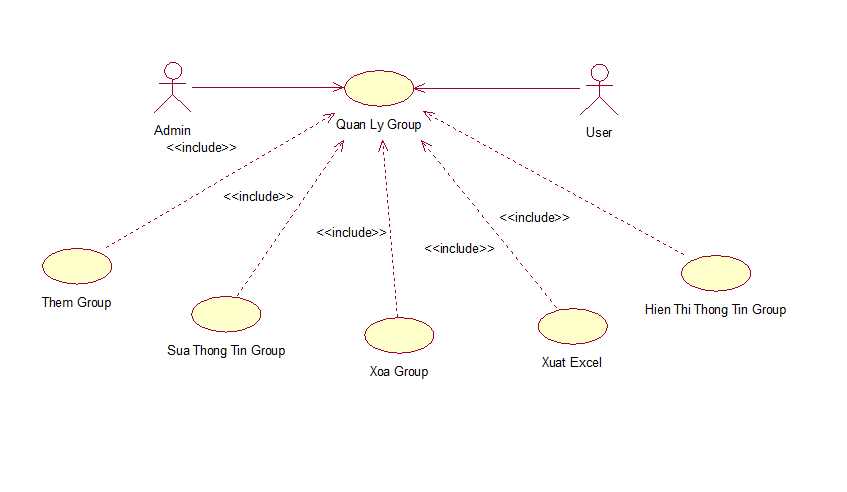 Admin
User
Quan Ly Group
<<include>>
<<include>>
<<include>>
<<include>>
<<include>>
Them Group
Sua Thong Tin Group
Xoa Group
Xuat Excel
Hien Thi Thong Tin Group